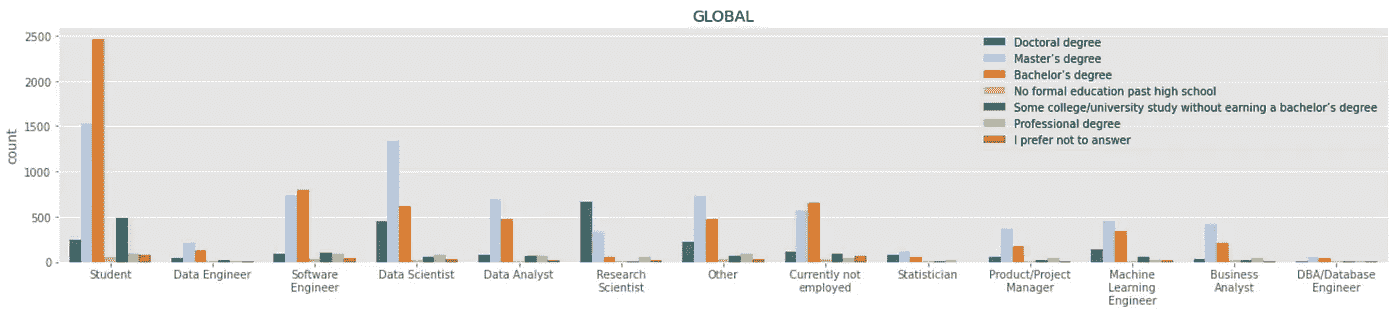 GLOBAL
Doctoral degree
Master's degree
Bachelor's degree
No formal education past high school
Some college/university study without earning a bachelor's degree
Professional degree
I prefer not to answer
2500
2000
1500
1000
500
0
count
Student
Data Engineer
Software
Engineer
Data Scientist
Data Analyst
Research
Scientist
Other
Currently not
employed
Statistician
Product/Project
Manager
Machine
Learning
Engineer
Business
Analyst
DBA/Database
Engineer